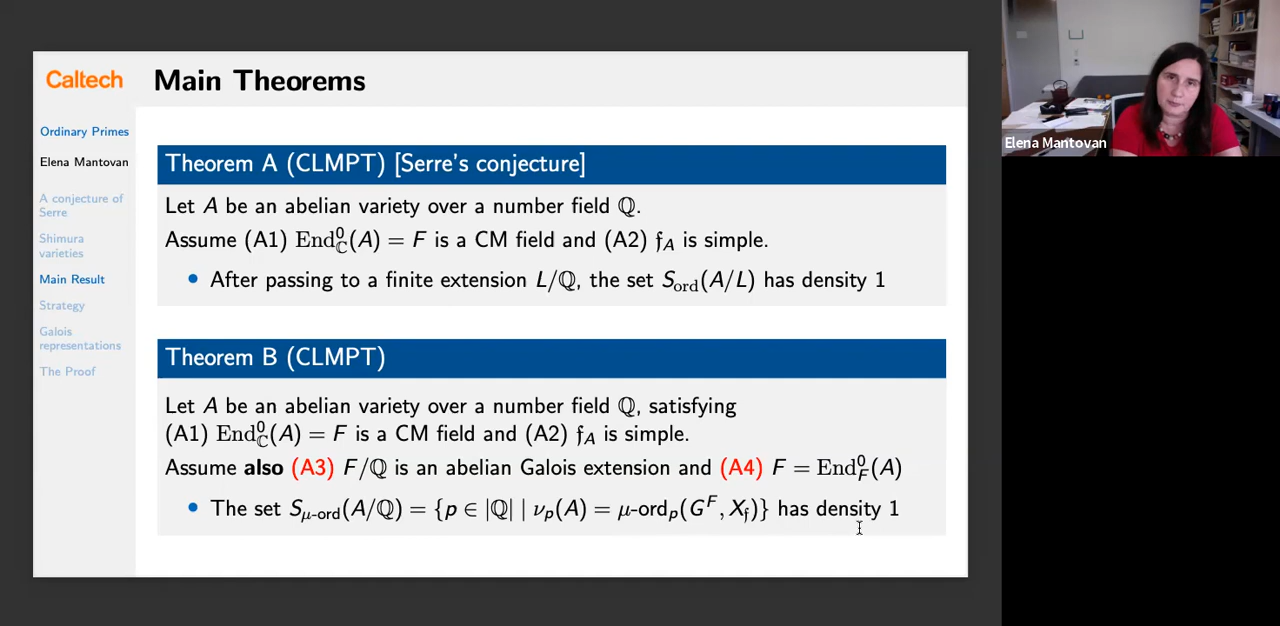 Caltech
Main Theorems
Ordinary Primes
Elena Mantovan
A conjecture of
Serre
Shimura
varieties
Main Result
Strategy
Galois
representations
The Proof
Theorem A (CLMPT) [Serre's conjecture]
Let A be an abelian variety over a number field ℚ.
Assume (A1) End⁰_ℂ(A) = F is a CM field and (A2) 𝔣_A is simple.
• After passing to a finite extension L/ℚ, the set S_ord(A/L) has density 1
Theorem B (CLMPT)
Let A be an abelian variety over a number field ℚ, satisfying
(A1) End⁰_ℂ(A) = F is a CM field and (A2) 𝔣_A is simple.
Assume also (A3) F/ℚ is an abelian Galois extension and (A4) F = End⁰_F(A)
• The set S_μ-ord(A/ℚ) = {p ∈ |ℚ| | ν_p(A) = μ-ord_p(G^F, X_𝔣)} has density 1
Elena Mantovan